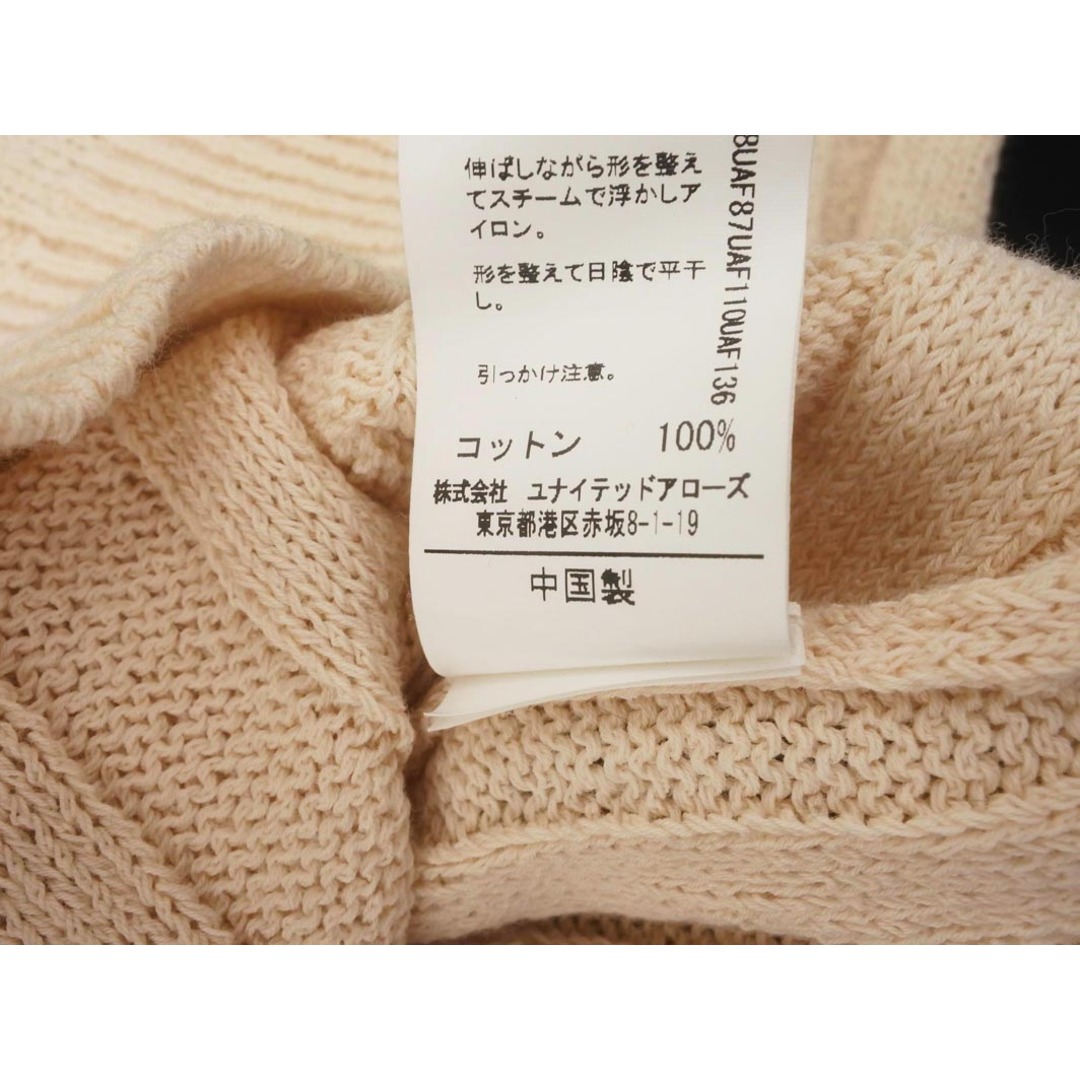 伸ばしながら形を整え
てスチームで浮かしア
イロン。
形を整えて日陰で平干
し。
引っかけ注意。
コットン 100%
株式会社 ユナイテッドアローズ
東京都港区赤坂8-1-19
中国製
8UAF87UAF110UAF136